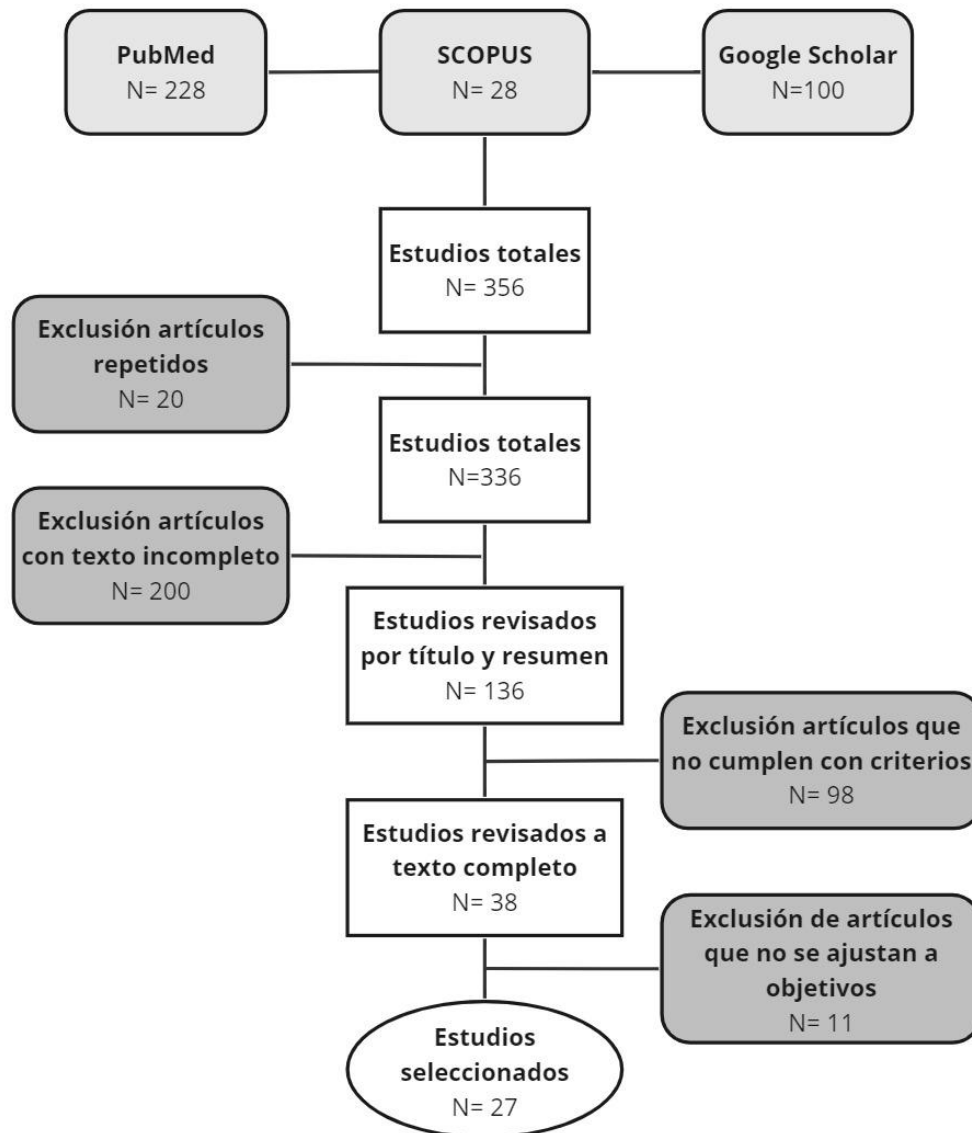 PubMed
N= 228
SCOPUS
N= 28
Google Scholar
N=100
Estudios totales
N= 356
Exclusión artículos
repetidos
N= 20
Estudios totales
N=336
Exclusión artículos
con texto incompleto
N= 200
Estudios revisados
por título y resumen
N= 136
Exclusión artículos que
no cumplen con criterios
N= 98
Estudios revisados a
texto completo
N= 38
Exclusión de artículos
que no se ajustan a
objetivos
N= 11
Estudios
seleccionados
N= 27